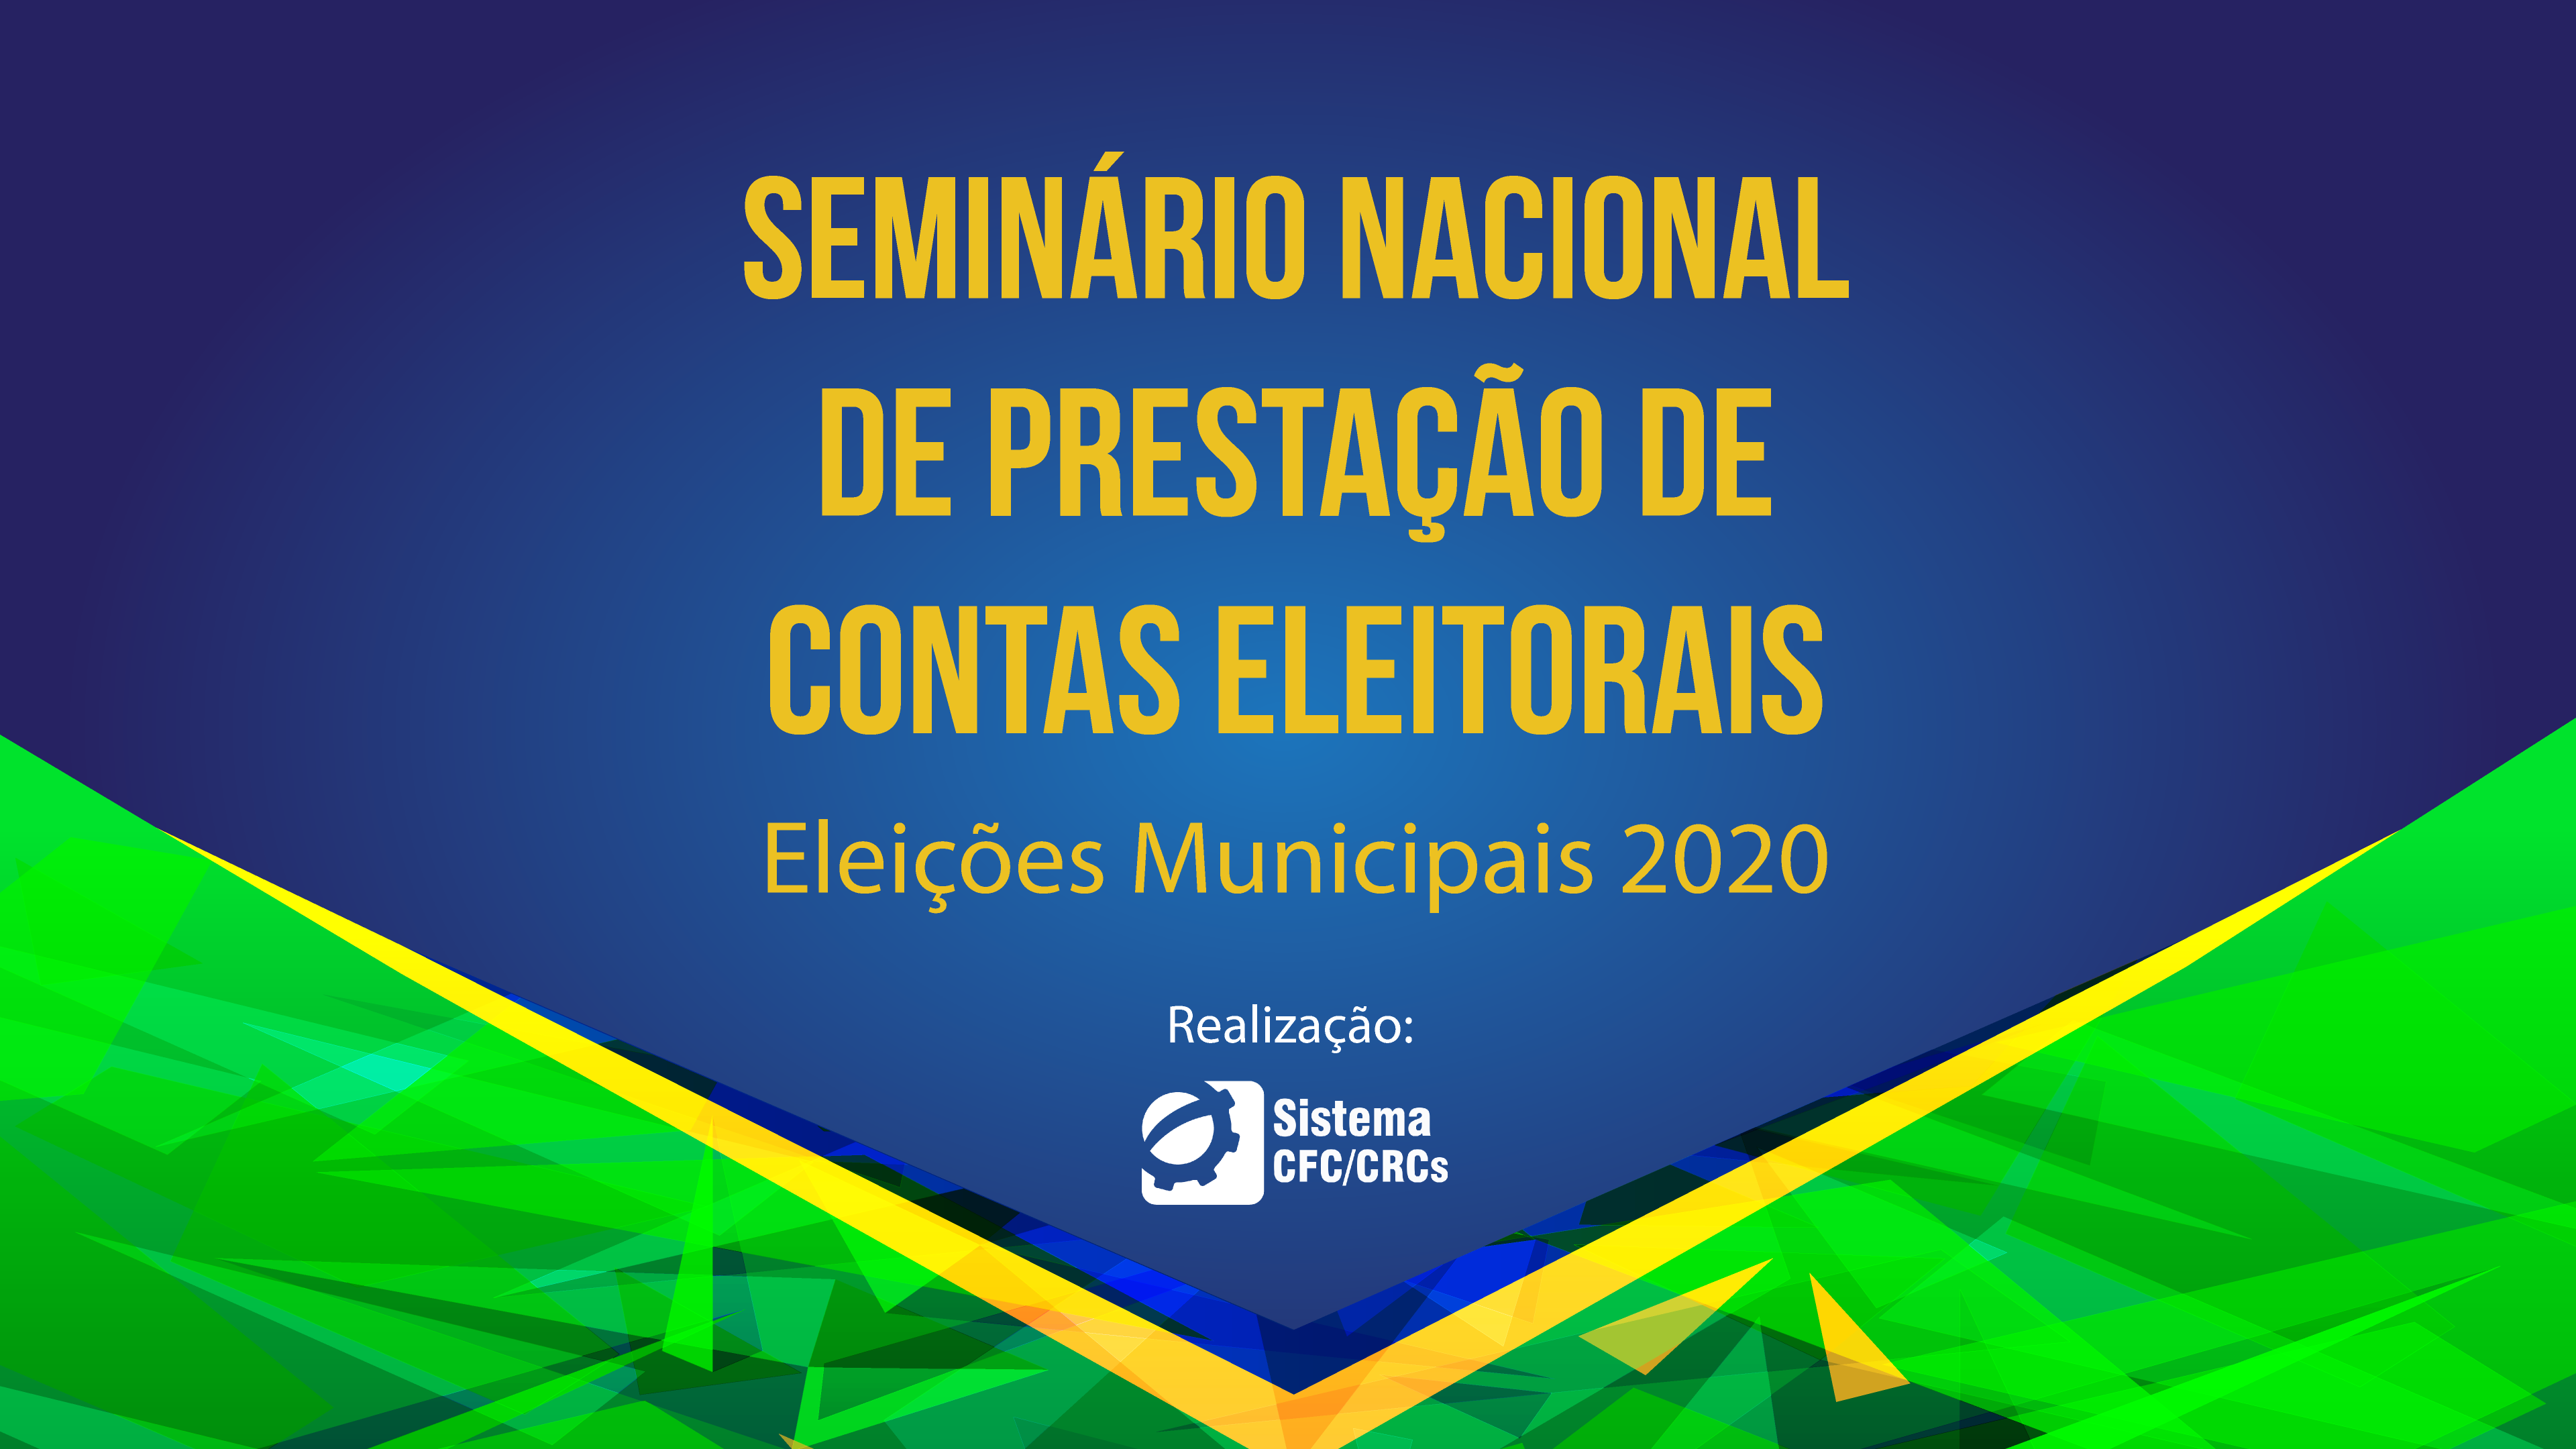 SEMINÁRIO NACIONAL
DE PRESTAÇÃO DE
CONTAS ELEITORAIS
Eleições Municipais 2020
Realização:
Sistema
CFC/CRCs